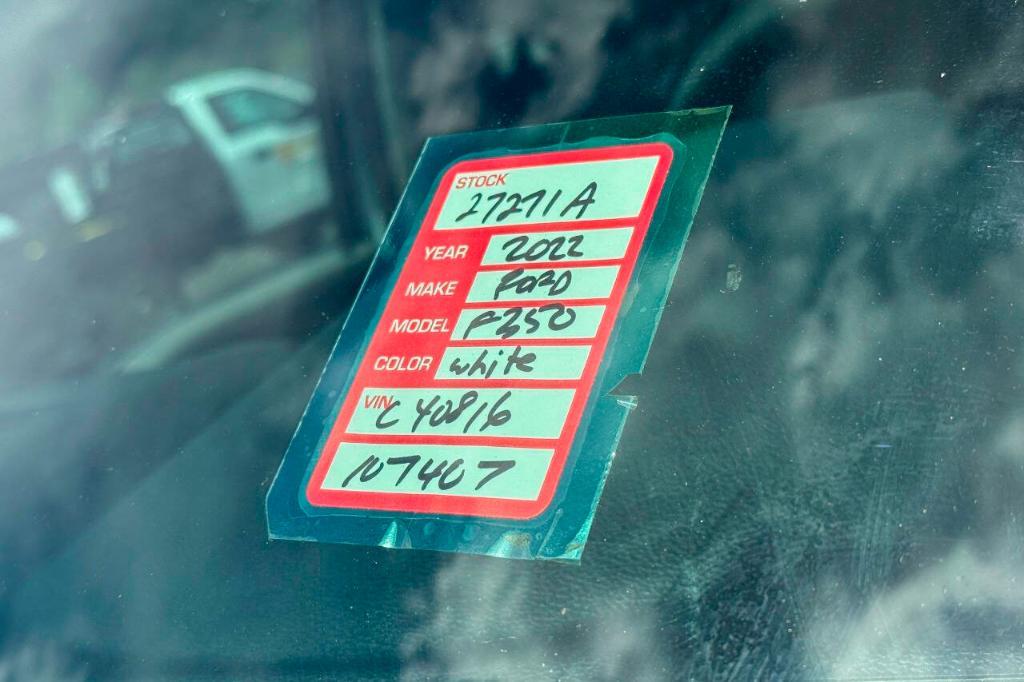 STOCK
27271A
YEAR 2022
MAKE FORD
MODEL F250
COLOR white
VIN C40816
107407